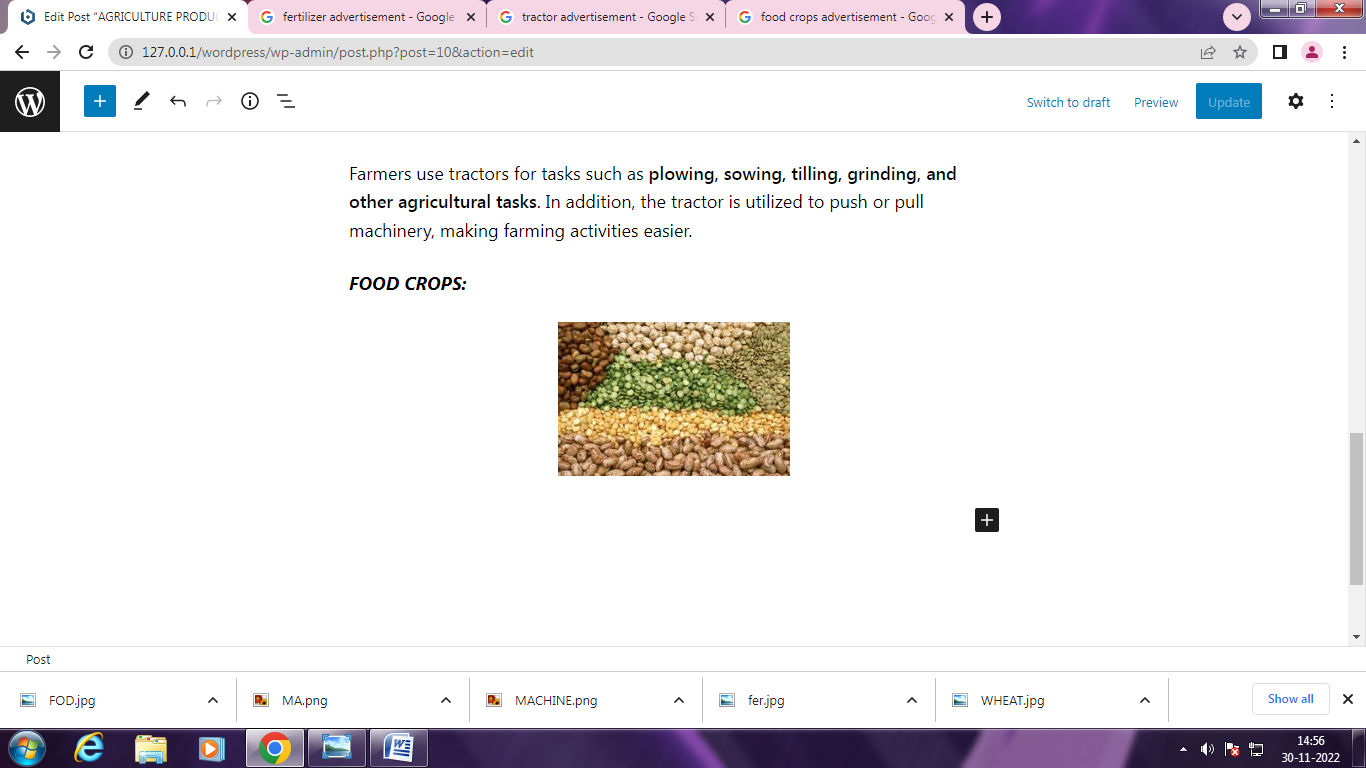 Edit Post “AGRICULTURE PRODUC
fertilizer advertisement - Google
tractor advertisement - Google S
food crops advertisement - Goog
127.0.0.1/wordpress/wp-admin/post.php?post=10&action=edit
Switch to draft
Preview
Update
Farmers use tractors for tasks such as plowing, sowing, tilling, grinding, and
other agricultural tasks. In addition, the tractor is utilized to push or pull
machinery, making farming activities easier.
FOOD CROPS:
Post
FOD.jpg
MA.png
MACHINE.png
fer.jpg
WHEAT.jpg
Show all
14:56
30-11-2022